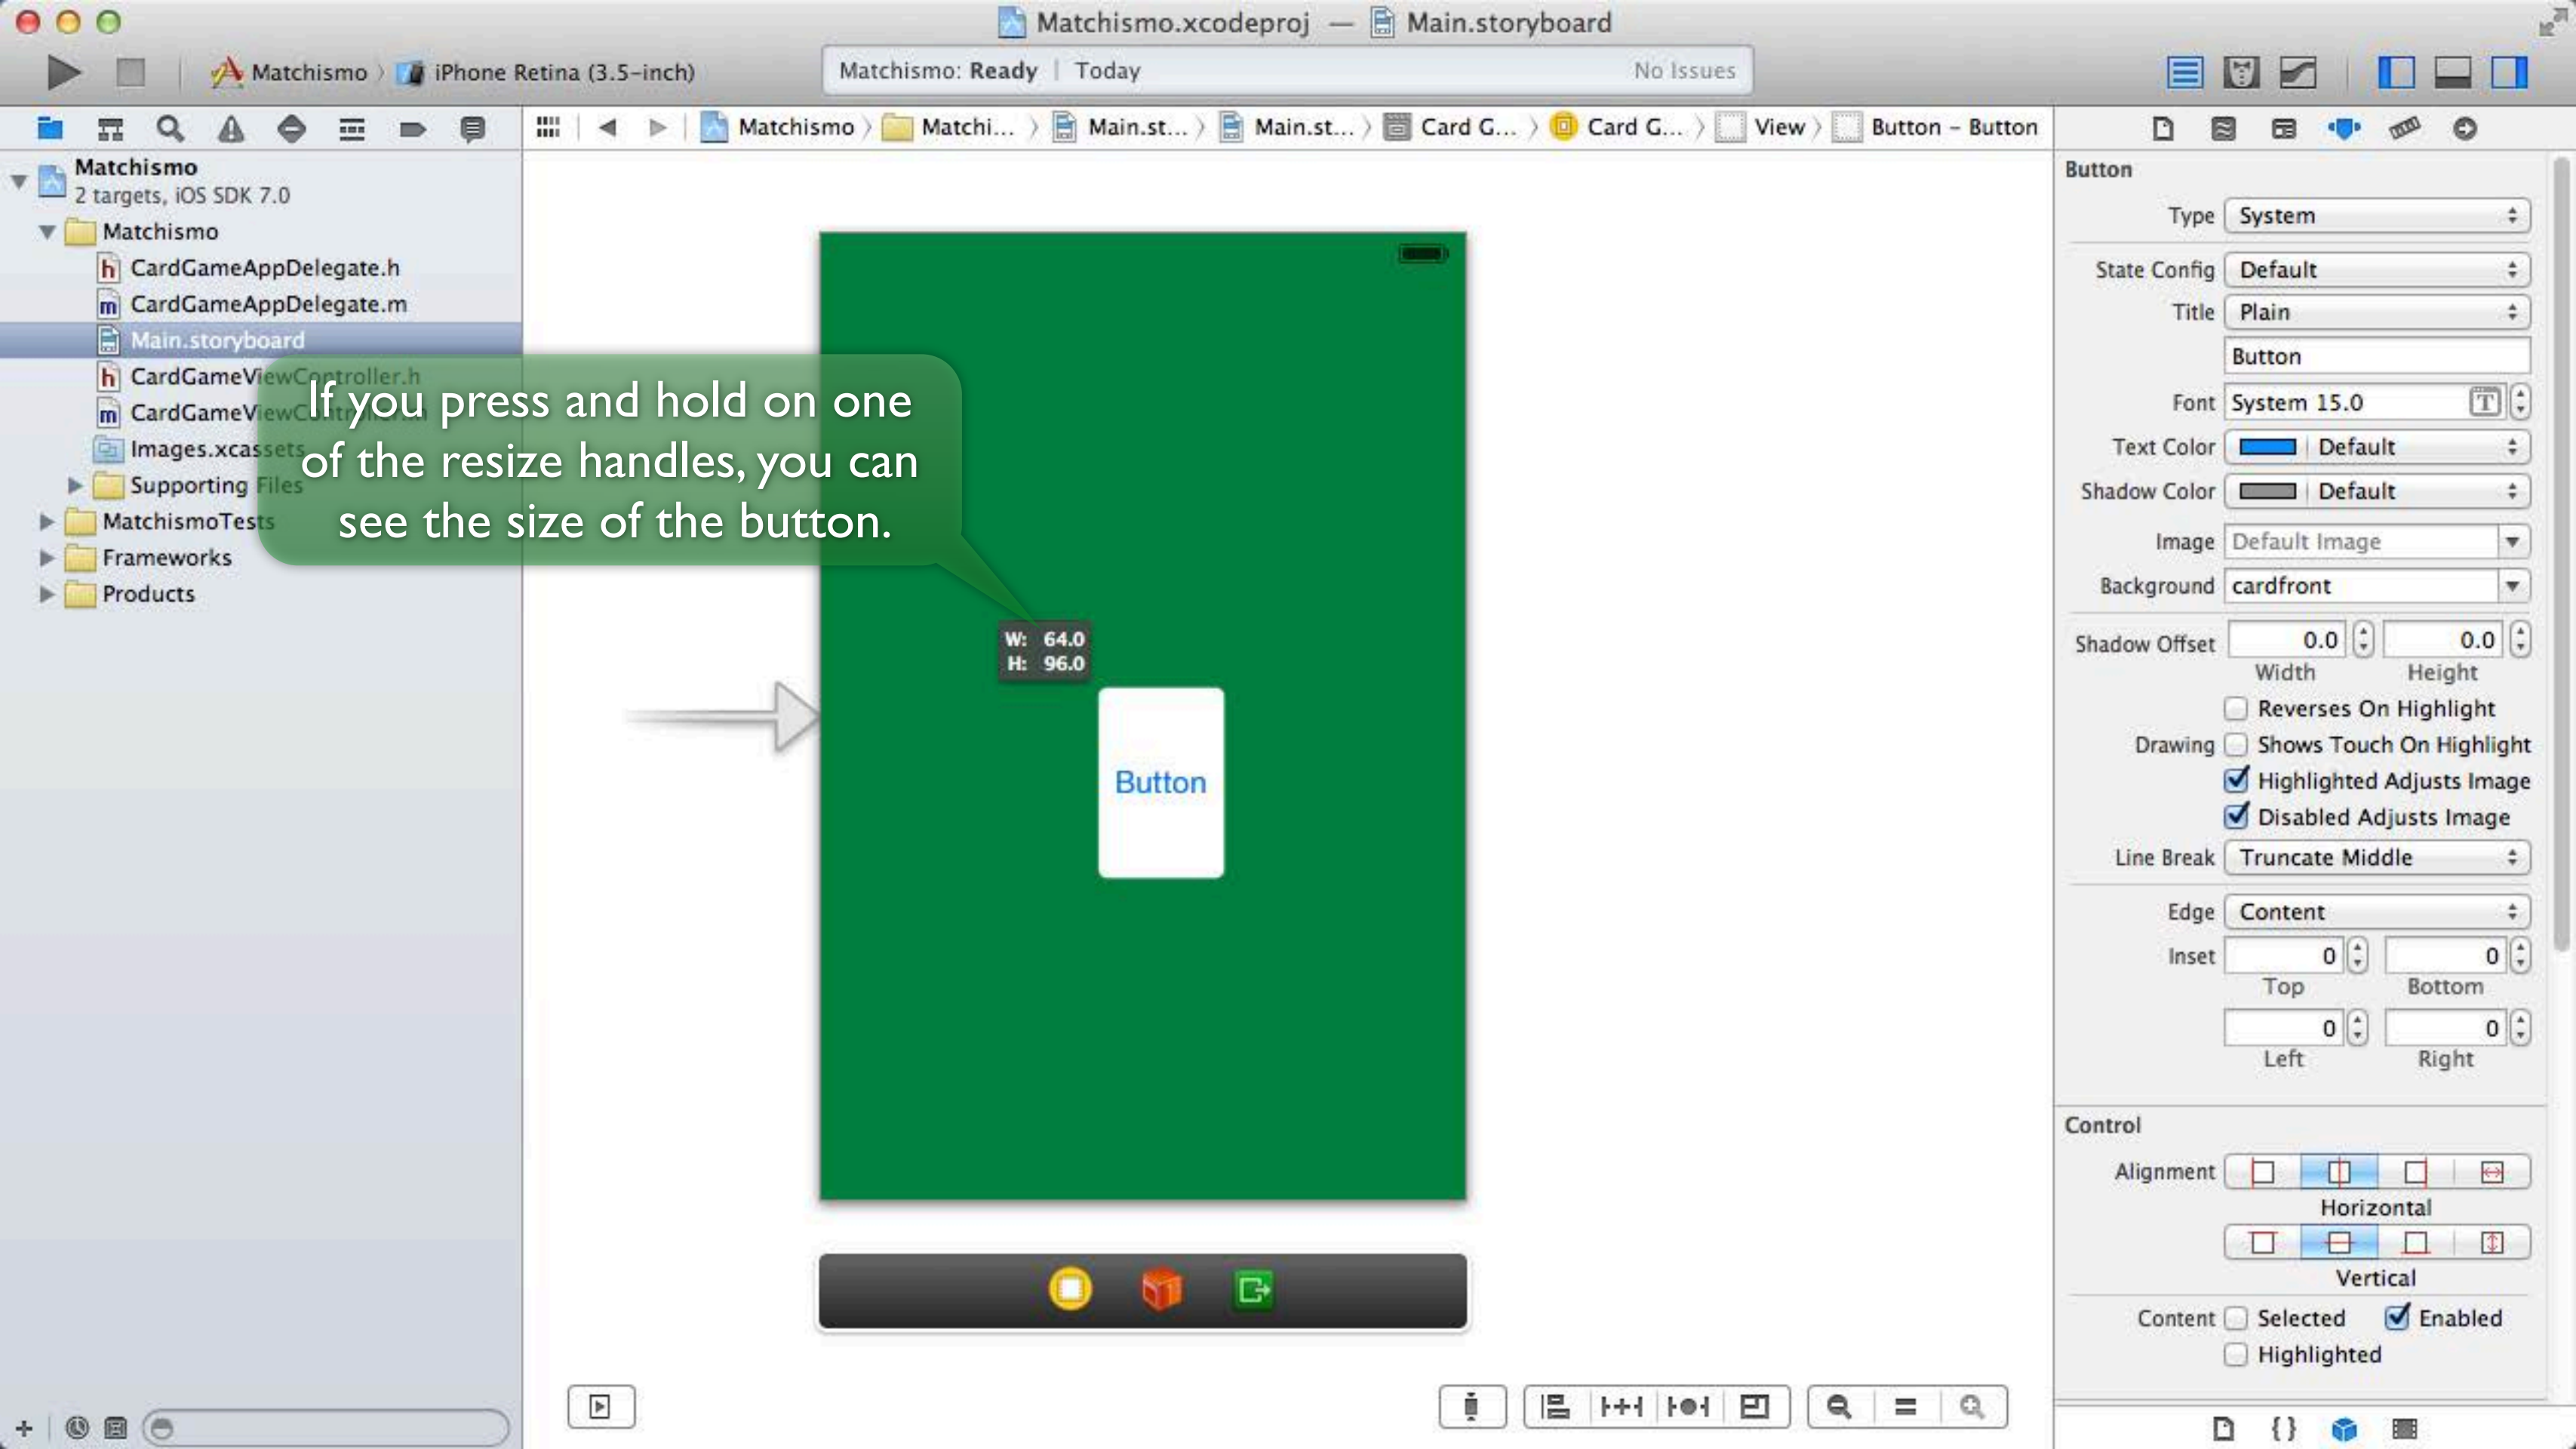 Matchismo.xcodeproj — Main.storyboard
Matchismo 〉 iPhone Retina (3.5-inch)
Matchismo: Ready | Today
No Issues
Matchismo 〉 Matchi... 〉 Main.st... 〉 Main.st... 〉 Card G... 〉 Card G... 〉 View 〉 Button – Button
Matchismo
2 targets, iOS SDK 7.0
Matchismo
h CardGameAppDelegate.h
m CardGameAppDelegate.m
Main.storyboard
h CardGameViewController.h
m CardGameViewController.m
Images.xcassets
Supporting Files
MatchismoTests
Frameworks
Products
If you press and hold on one
of the resize handles, you can
see the size of the button.
W: 64.0
H: 96.0
Button
Button
Type System
State Config Default
Title Plain
Button
Font System 15.0 T
Text Color Default
Shadow Color Default
Image Default Image
Background cardfront
Shadow Offset 0.0 0.0
Width Height
Reverses On Highlight
Drawing Shows Touch On Highlight
Highlighted Adjusts Image
Disabled Adjusts Image
Line Break Truncate Middle
Edge Content
Inset 0 0
Top Bottom
0 0
Left Right
Control
Alignment
Horizontal
Vertical
Content Selected Enabled
Highlighted